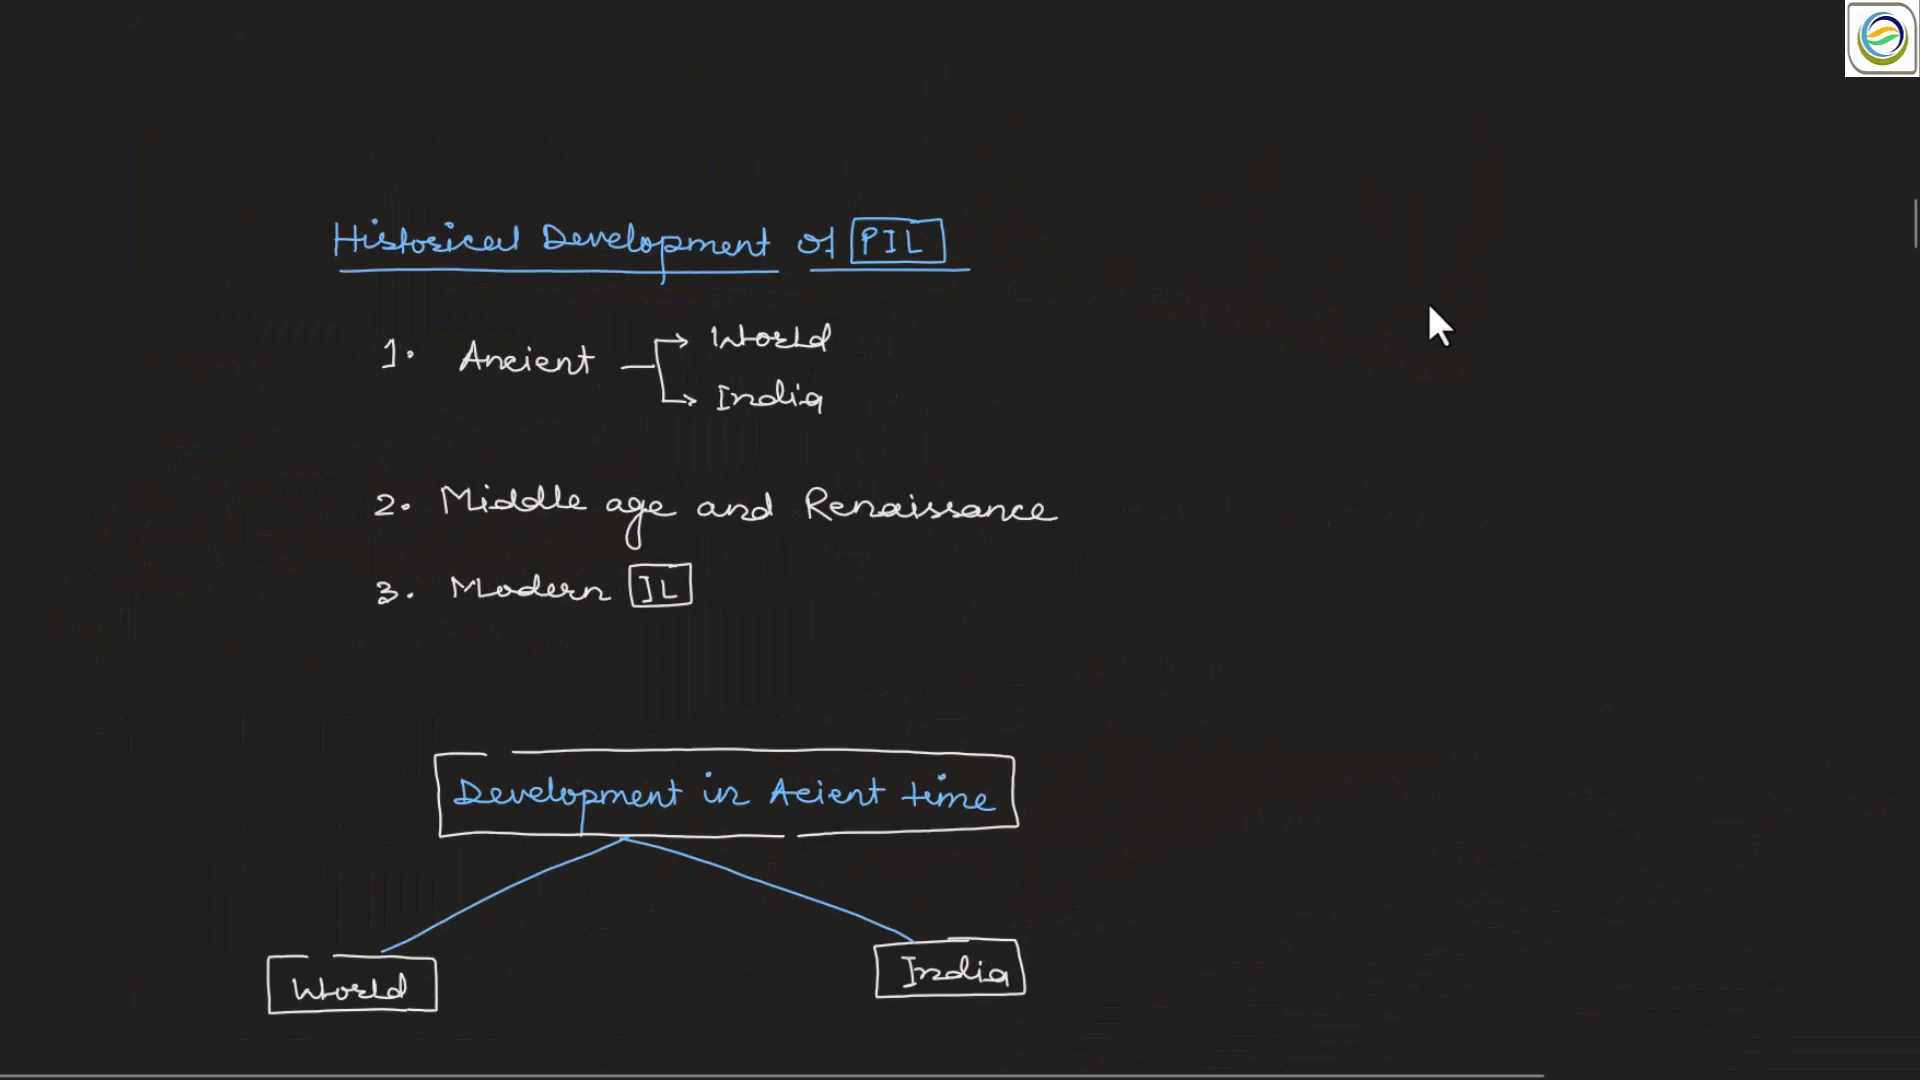 Historical Development of PIL
1. Ancient
World
India
2. Middle age and Renaissance
3. Modern IL
Development in Acient time
World
India